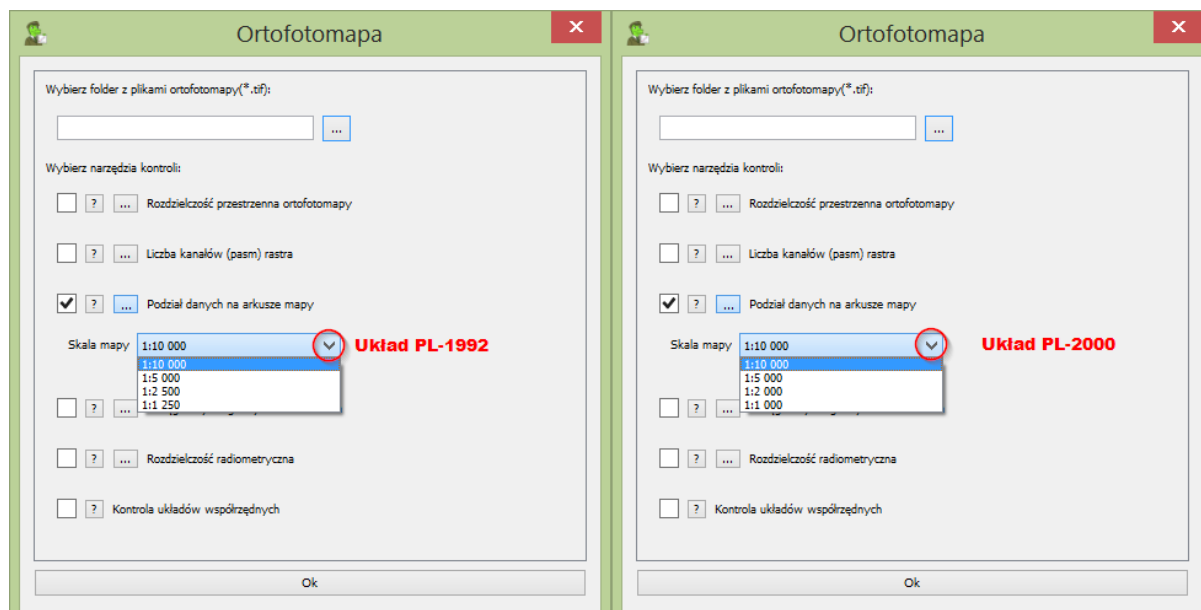 Ortofotomapa
Wybierz folder z plikami ortofotomapy(*.tif):
...
Wybierz narzędzia kontroli:
? ... Rozdzielczość przestrzenna ortofotomapy
? ... Liczba kanałów (pasm) rastra
? ... Podział danych na arkusze mapy
Skala mapy 1:10 000 Układ PL-1992
1:10 000
1:5 000
1:2 500
1:1 250
? ...
? ... Rozdzielczość radiometryczna
? Kontrola układów współrzędnych
Ok
Ortofotomapa
Wybierz folder z plikami ortofotomapy(*.tif):
...
Wybierz narzędzia kontroli:
? ... Rozdzielczość przestrzenna ortofotomapy
? ... Liczba kanałów (pasm) rastra
? ... Podział danych na arkusze mapy
Skala mapy 1:10 000 Układ PL-2000
1:10 000
1:5 000
1:2 000
1:1 000
? ...
? ... Rozdzielczość radiometryczna
? Kontrola układów współrzędnych
Ok